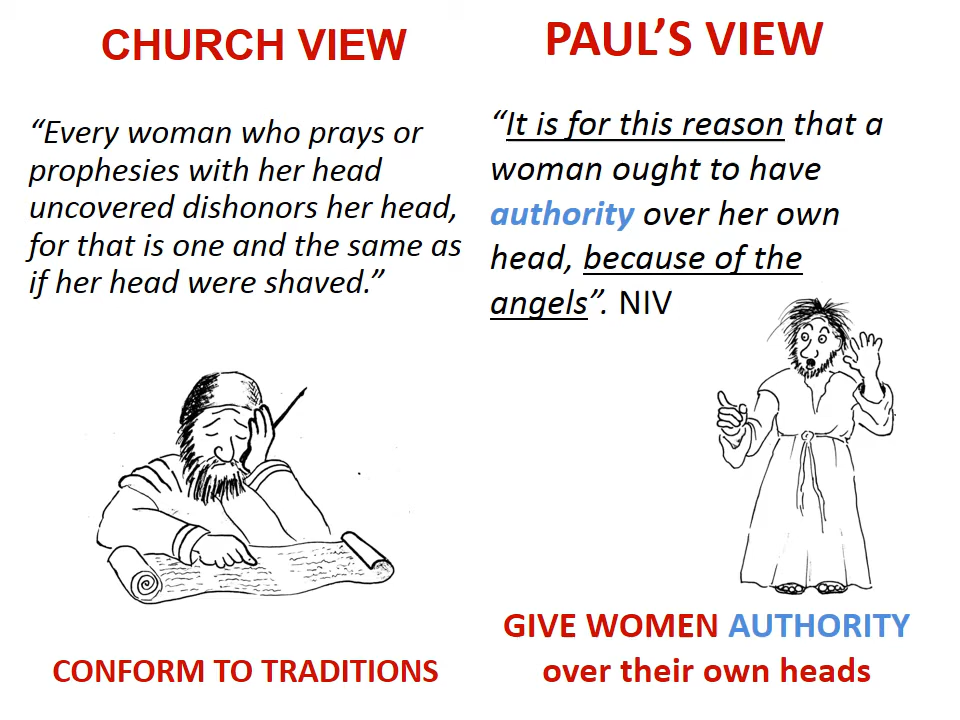 CHURCH VIEW
“Every woman who prays or
prophesies with her head
uncovered dishonors her head,
for that is one and the same as
if her head were shaved.”
CONFORM TO TRADITIONS
PAUL’S VIEW
“It is for this reason that a
woman ought to have
authority over her own
head, because of the
angels”. NIV
GIVE WOMEN AUTHORITY
over their own heads